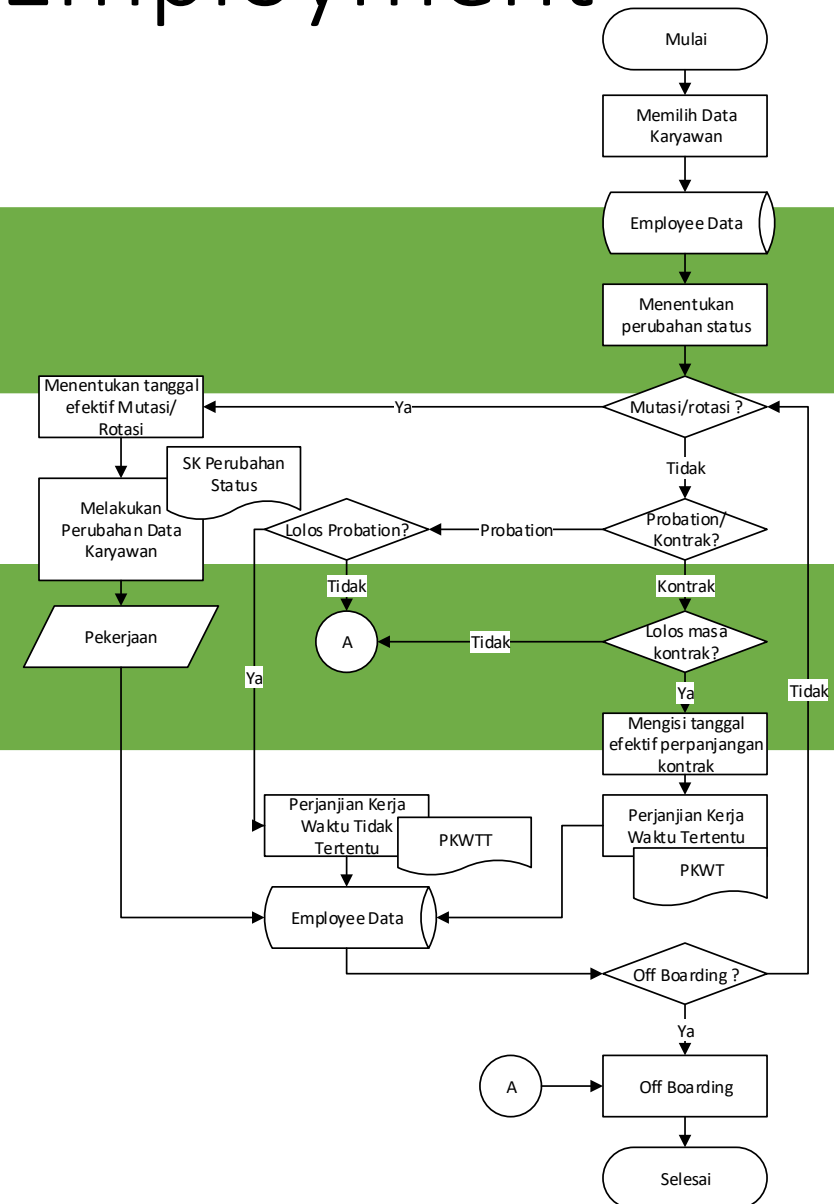 Employment
Mulai
Memilih Data
Karyawan
Employee Data
Menentukan
perubahan status
Mutasi/rotasi ?
Ya
Menentukan tanggal
efektif Mutasi/
Rotasi
SK Perubahan
Status
Melakukan
Perubahan Data
Karyawan
Pekerjaan
Tidak
Probation/
Kontrak?
Probation
Lolos Probation?
Tidak
A
Ya
Kontrak
Lolos masa
kontrak?
Tidak
Ya
Mengisi tanggal
efektif perpanjangan
kontrak
Tidak
Perjanjian Kerja
Waktu Tidak
Tertentu
PKWTT
Perjanjian Kerja
Waktu Tertentu
PKWT
Employee Data
Off Boarding ?
Ya
A
Off Boarding
Selesai